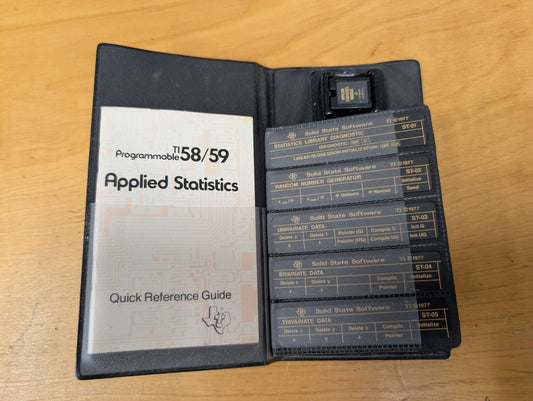 Programmable TI 58/59
Applied Statistics
Quick Reference Guide
Solid State Software TI ©1977
STATISTICS LIBRARY DIAGNOSTIC ST-01
DIAGNOSTIC:
LINEAR REGRESSION INITIALIZATION:
Solid State Software TI ©1977
RANDOM NUMBER GENERATOR ST-02
Uniform Normal Initialize
Seed
Solid State Software TI ©1977
UNIVARIATE DATA ST-03
Delete x Delete f Pointer (G) Compile G Init G
x f Pointer (UG) Compile UG Init UG
Solid State Software TI ©1977
BIVARIATE DATA ST-04
Delete x Delete y Compile Initialize
x y Pointer
Solid State Software TI ©1977
TRIVARIATE DATA ST-05
Delete x Delete y Delete z Compile Initialize
x y z Pointer